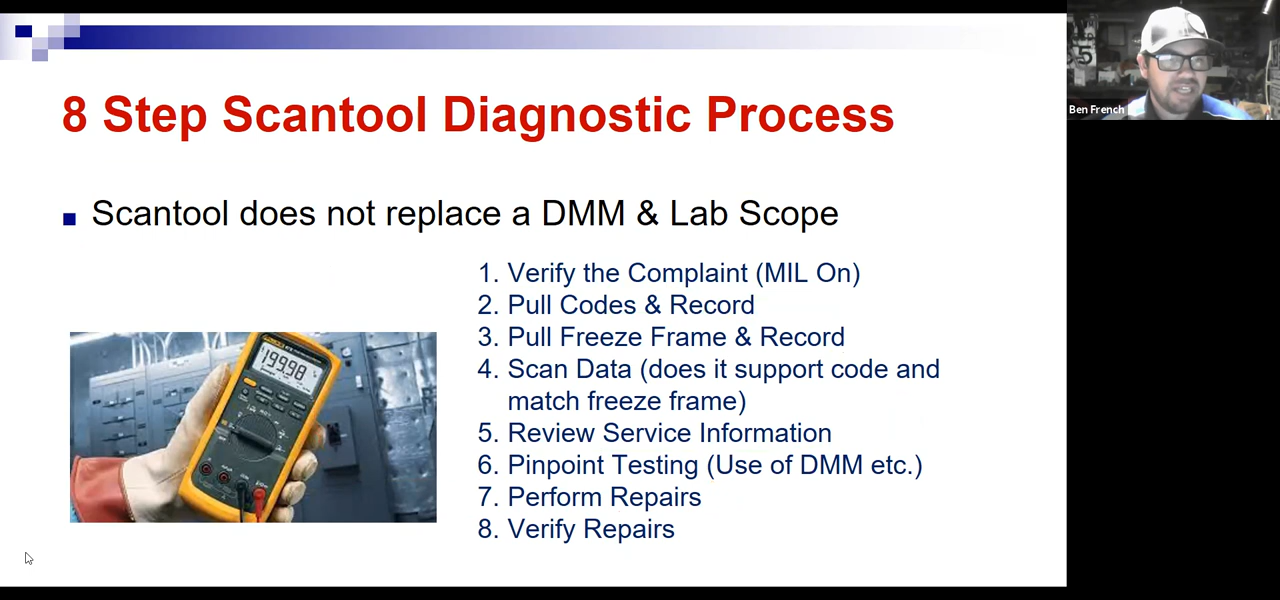 8 Step Scantool Diagnostic Process
Ben French
Scantool does not replace a DMM & Lab Scope
1. Verify the Complaint (MIL On)
2. Pull Codes & Record
3. Pull Freeze Frame & Record
4. Scan Data (does it support code and
match freeze frame)
5. Review Service Information
6. Pinpoint Testing (Use of DMM etc.)
7. Perform Repairs
8. Verify Repairs
199.98